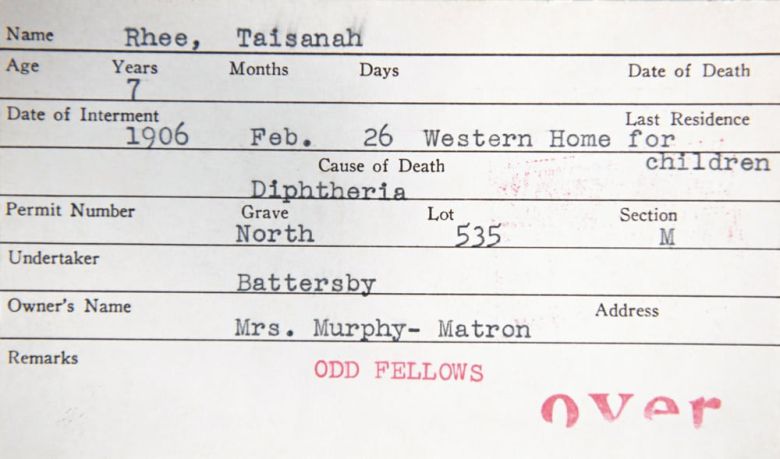 Name Rhee, Taisanah
Age Years Months Days Date of Death
7
Date of Interment Last Residence
1906 Feb. 26 Western Home for
children
Cause of Death
Diphtheria
Permit Number Grave Lot Section
North 535 M
Undertaker
Battersby
Owner's Name Address
Mrs. Murphy- Matron
Remarks
ODD FELLOWS
over